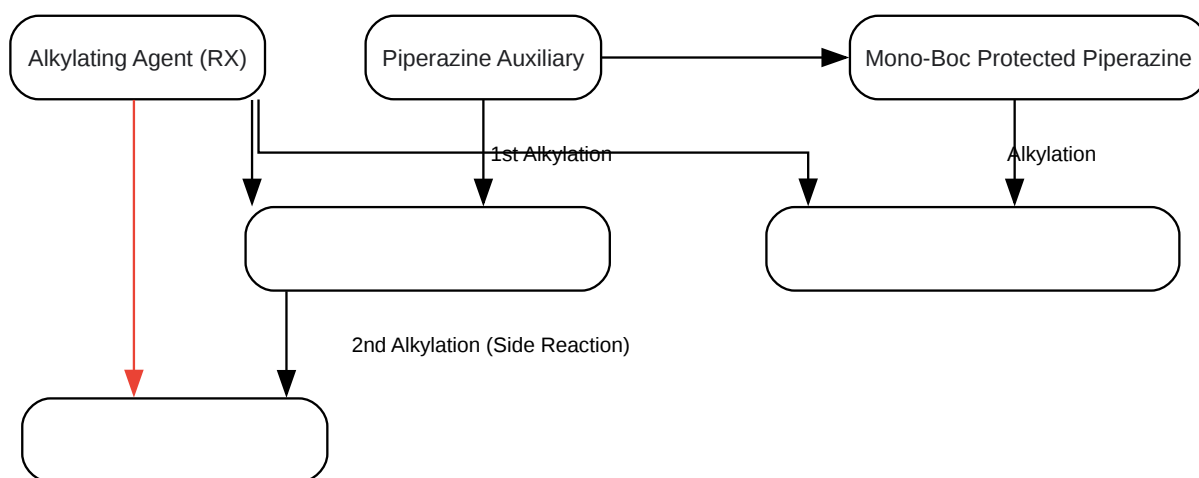 Alkylating Agent (RX)
Piperazine Auxiliary
Mono-Boc Protected Piperazine
1st Alkylation
Alkylation
2nd Alkylation (Side Reaction)